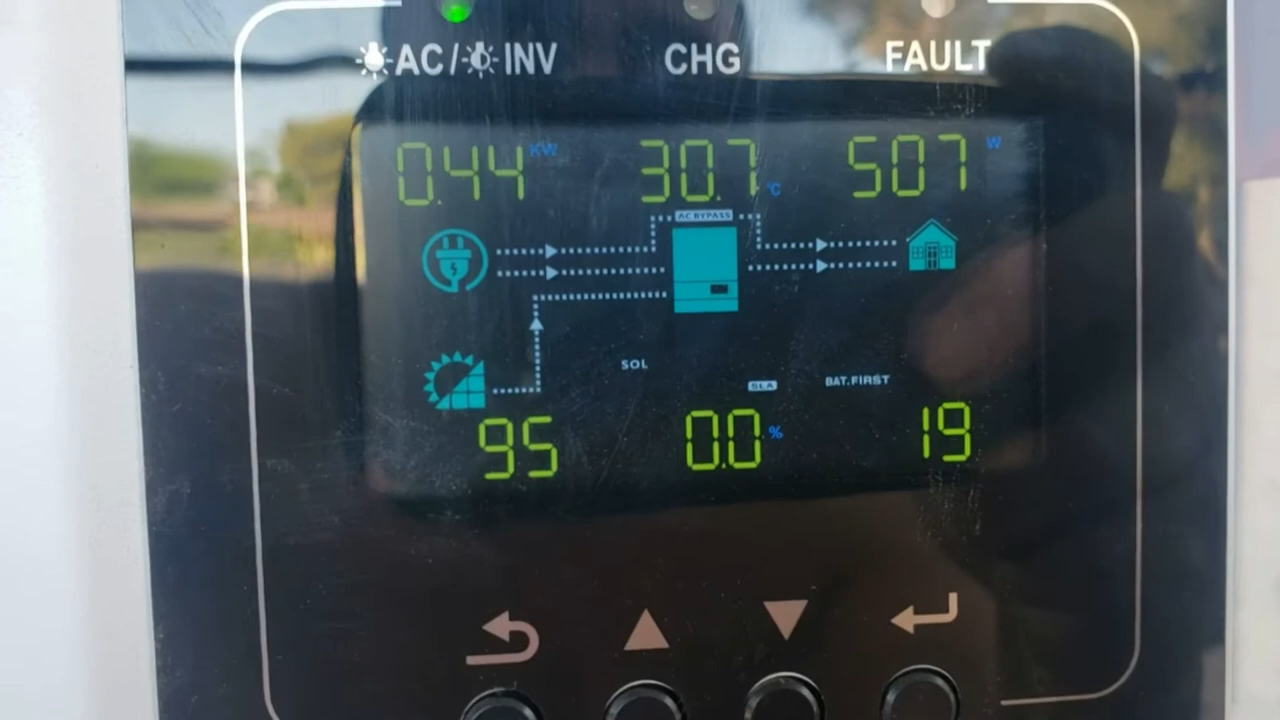 AC/ INV CHG FAULT
0.44 KW 30.7 °C 507 W
AC BYPASS
SOL
SLA BAT.FIRST
95 0.0 % 19